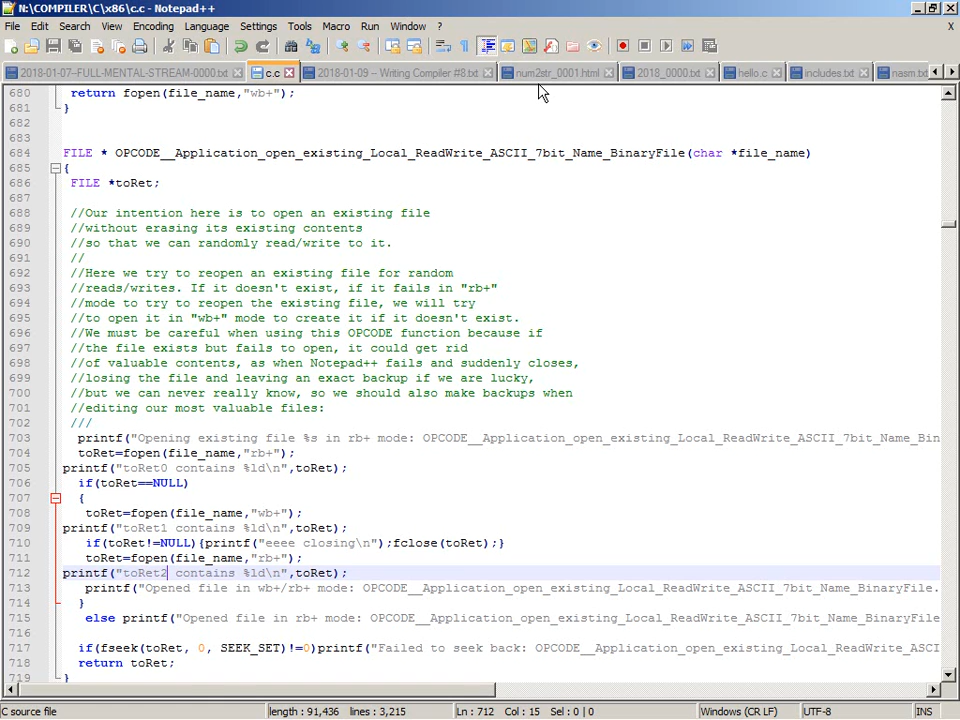 N:\COMPILER\C\x86\c.c - Notepad++
File Edit Search View Encoding Language Settings Tools Macro Run Window ? X
2018-01-07-FULL-MENTAL-STREAM-0000.txt c.c 2018-01-09 -- Writing Compiler #8.txt num2str_0001.html 2018_0000.txt hello.c includes.txt nasm.tx
680 return fopen(file_name,"wb+");
681 }
682
683
684 FILE * OPCODE__Application_open_existing_Local_ReadWrite_ASCII_7bit_Name_BinaryFile(char *file_name)
685 {
686 FILE *toRet;
687
688 //Our intention here is to open an existing file
689 //without erasing its existing contents
690 //so that we can randomly read/write to it.
691 //
692 //Here we try to reopen an existing file for random
693 //reads/writes. If it doesn't exist, if it fails in "rb+"
694 //mode to try to reopen the existing file, we will try
695 //to open it in "wb+" mode to create it if it doesn't exist.
696 //We must be careful when using this OPCODE function because if
697 //the file exists but fails to open, it could get rid
698 //of valuable contents, as when Notepad++ fails and suddenly closes,
699 //losing the file and leaving an exact backup if we are lucky,
700 //but we can never really know, so we should also make backups when
701 //editing our most valuable files:
702 ///
703 printf("Opening existing file %s in rb+ mode: OPCODE__Application_open_existing_Local_ReadWrite_ASCII_7bit_Name_Bin
704 toRet=fopen(file_name,"rb+");
705 printf("toRet0 contains %ld\n",toRet);
706 if(toRet==NULL)
707 {
708 toRet=fopen(file_name,"wb+");
709 printf("toRet1 contains %ld\n",toRet);
710 if(toRet!=NULL){printf("eeee closing\n");fclose(toRet);}
711 toRet=fopen(file_name,"rb+");
712 printf("toRet2 contains %ld\n",toRet);
713 printf("Opened file in wb+/rb+ mode: OPCODE__Application_open_existing_Local_ReadWrite_ASCII_7bit_Name_BinaryFile.
714 }
715 else printf("Opened file in rb+ mode: OPCODE__Application_open_existing_Local_ReadWrite_ASCII_7bit_Name_BinaryFile
716
717 if(fseek(toRet, 0, SEEK_SET)!=0)printf("Failed to seek back: OPCODE__Application_open_existing_Local_ReadWrite_ASCI
718 return toRet;
719 }
C source file length : 91,436 lines : 3,215 Ln : 712 Col : 15 Sel : 0 | 0 Windows (CR LF) UTF-8 INS